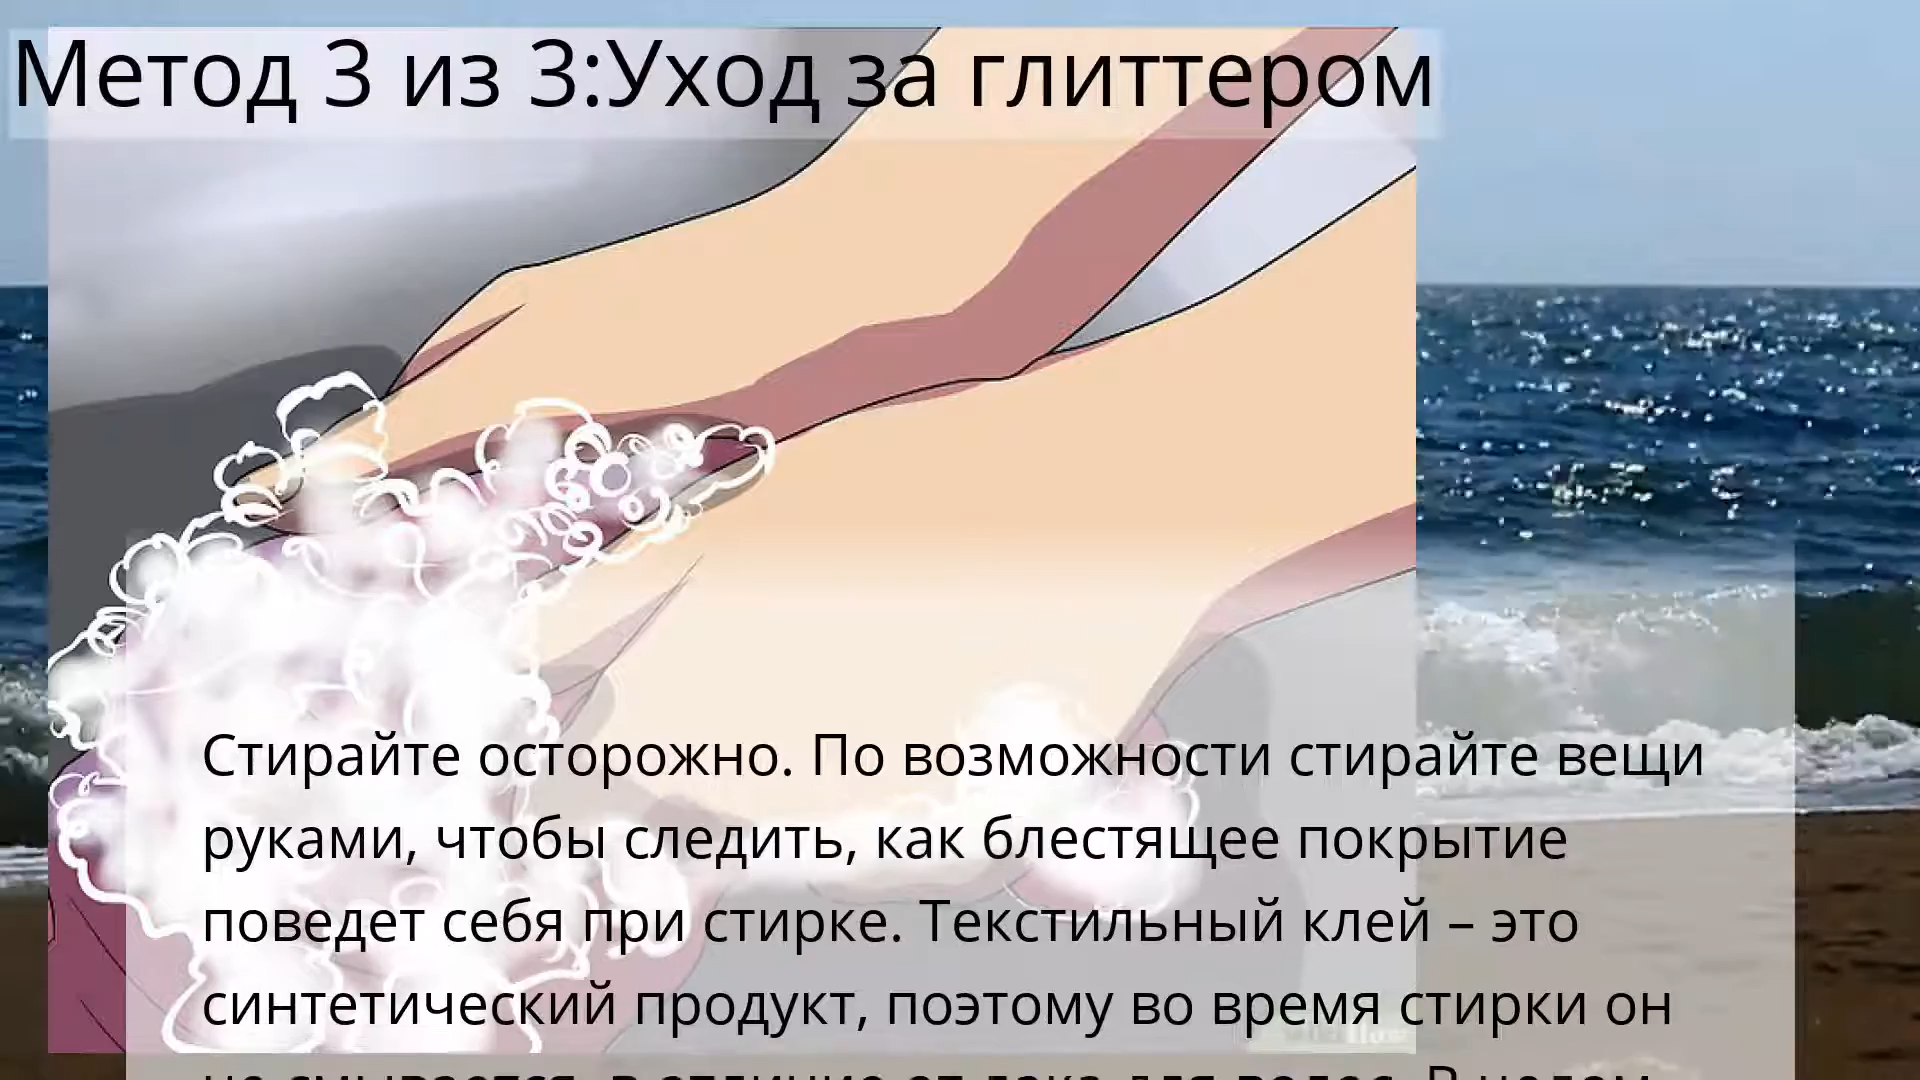 Метод 3 из 3:Уход за глиттером
Стирайте осторожно. По возможности стирайте вещи
руками, чтобы следить, как блестящее покрытие
поведет себя при стирке. Текстильный клей – это
синтетический продукт, поэтому во время стирки он